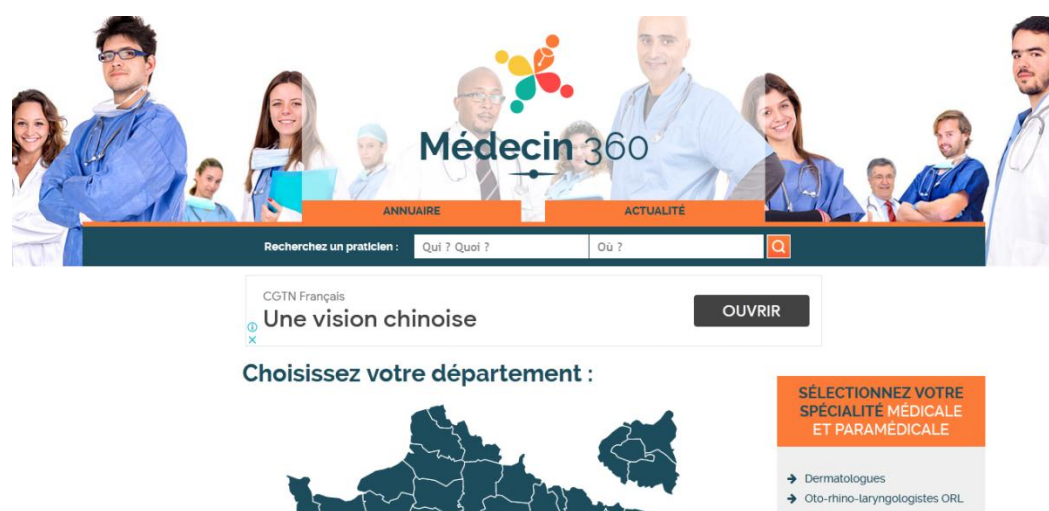 Médecin 360
ANNUAIRE
ACTUALITÉ
Recherchez un praticien :
Qui ? Quoi ?
Où ?
CGTN Français
Une vision chinoise
OUVRIR
Choisissez votre département :
SÉLECTIONNEZ VOTRE
SPÉCIALITÉ MÉDICALE
ET PARAMÉDICALE
Dermatologues
Oto-rhino-laryngologistes ORL